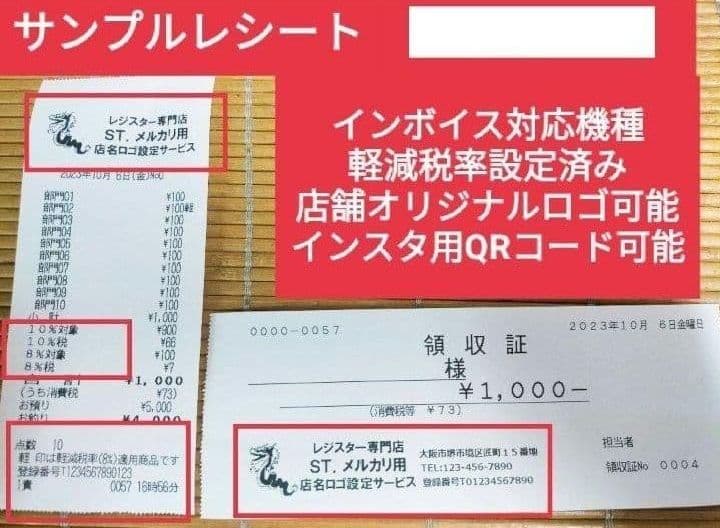 サンプルレシート
インボイス対応機種
軽減税率設定済み
店舗オリジナルロゴ可能
インスタ用QRコード可能
レジスター専門店
ST. メルカリ用
店名ロゴ設定サービス
2023年10月 6日(金)No0
部門01 ¥100
部門02 ¥100軽
部門03 ¥100
部門04 ¥100
部門05 ¥100
部門06 ¥100
部門07 ¥100
部門08 ¥100
部門09 ¥100
部門10 ¥100
小 計 ¥1,000
10%対象 ¥900
10%税 ¥66
8%対象 ¥100
8%税 ¥7
合 計 ¥1,000
(うち消費税 ¥73)
お預り ¥5,000
お釣り ¥4,000
点数 10
軽 印は軽減税率(8%)適用商品です
登録番号T1234567890123
1責 0057 16時56分
0000-0057 2023年10月 6日金曜日
領 収 証
様
¥1,000-
(消費税等 ¥73)
レジスター専門店
ST. メルカリ用
店名ロゴ設定サービス
大阪市堺市境区匠町15番地
TEL:123-456-7890
登録番号T01234567890
担当者
領収証No 0004